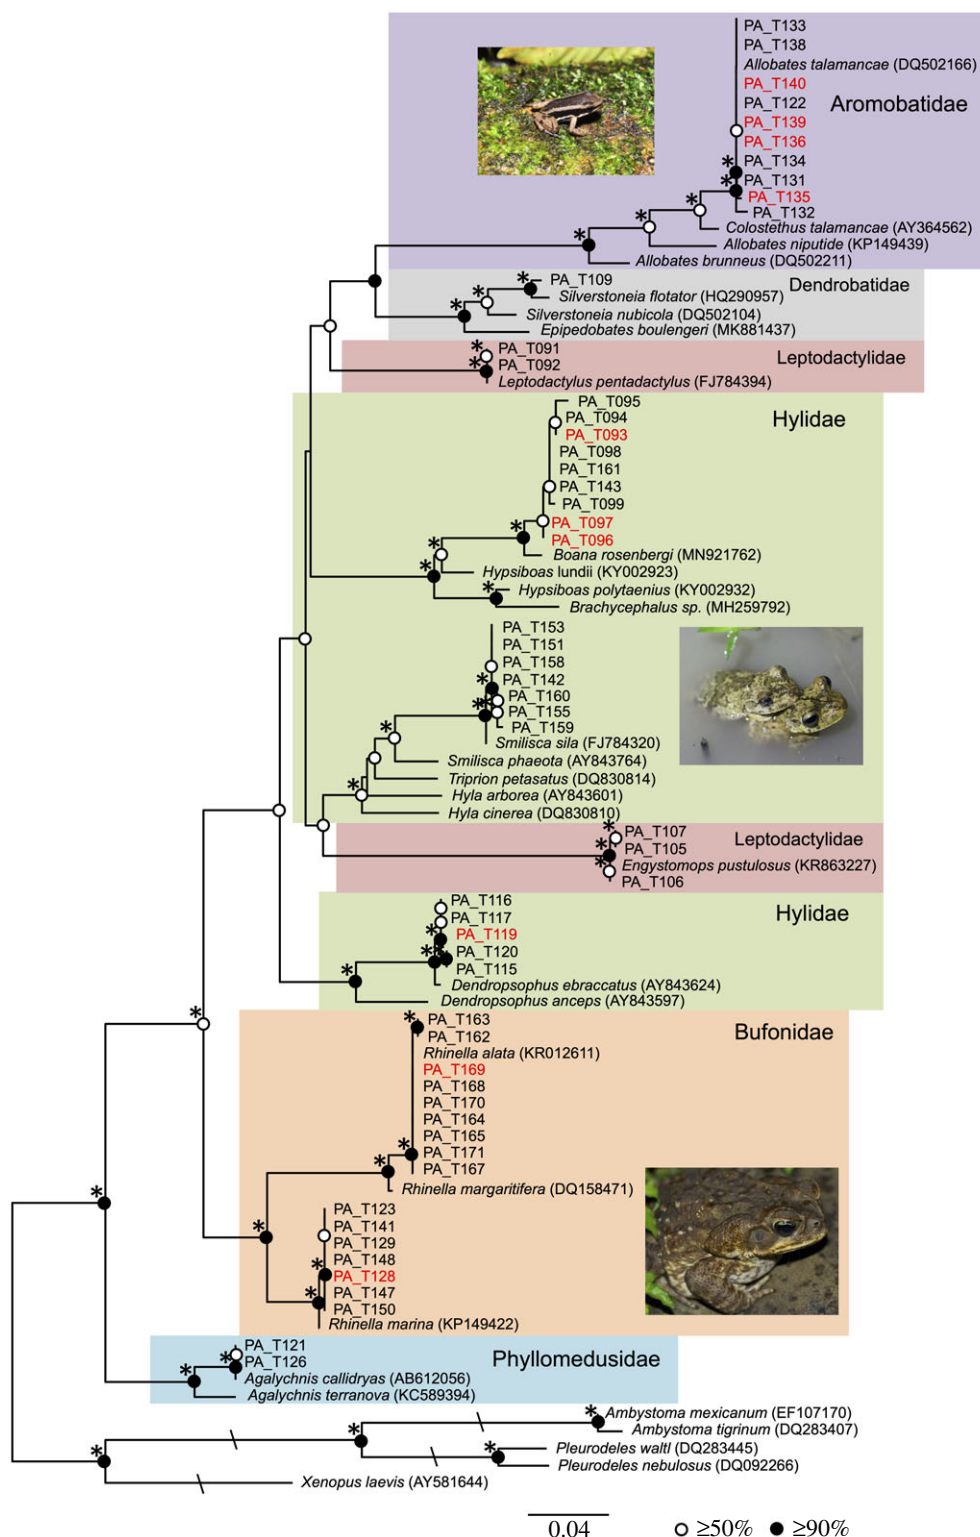 PA_T133
PA_T138
Allobates talamancae (DQ502166)
PA_T140
Aromobatidae
PA_T122
PA_T139
PA_T136
PA_T134
PA_T131
PA_T135
PA_T132
Colostethus talamancae (AY364562)
Allobates niputide (KP149439)
Allobates brunneus (DQ502211)
PA_T109
Dendrobatidae
Silverstoneia flotator (HQ290957)
Silverstoneia nubicola (DQ502104)
Epipedobates boulengeri (MK881437)
PA_T091
Leptodactylidae
PA_T092
Leptodactylus pentadactylus (FJ784394)
PA_T095
Hylidae
PA_T094
PA_T093
PA_T098
PA_T161
PA_T143
PA_T099
PA_T097
PA_T096
Boana rosenbergi (MN921762)
Hypsiboas lundii (KY002923)
Hypsiboas polytaenius (KY002932)
Brachycephalus sp. (MH259792)
PA_T153
PA_T151
PA_T158
PA_T142
PA_T160
PA_T155
PA_T159
Smilisca sila (FJ784320)
Smilisca phaeota (AY843764)
Triprion petasatus (DQ830814)
Hyla arborea (AY843601)
Hyla cinerea (DQ830810)
PA_T107
Leptodactylidae
PA_T105
Engystomops pustulosus (KR863227)
PA_T106
PA_T116
PA_T117
Hylidae
PA_T119
PA_T120
PA_T115
Dendropsophus ebraccatus (AY843624)
Dendropsophus anceps (AY843597)
PA_T163
Bufonidae
PA_T162
Rhinella alata (KR012611)
PA_T169
PA_T168
PA_T170
PA_T164
PA_T165
PA_T171
PA_T167
Rhinella margaritifera (DQ158471)
PA_T123
PA_T141
PA_T129
PA_T148
PA_T128
PA_T147
PA_T150
Rhinella marina (KP149422)
PA_T121
Phyllomedusidae
PA_T126
Agalychnis callidryas (AB612056)
Agalychnis terranova (KC589394)
Ambystoma mexicanum (EF107170)
Ambystoma tigrinum (DQ283407)
Pleurodeles waltl (DQ283445)
Pleurodeles nebulosus (DQ092266)
Xenopus laevis (AY581644)
0.04 ≥50% ≥90%